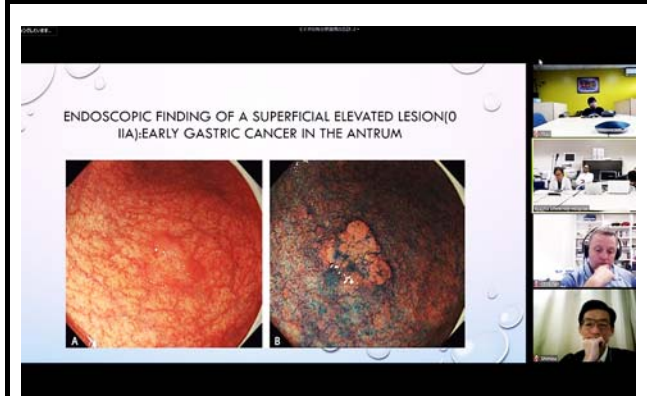 ENDOSCOPIC FINDING OF A SUPERFICIAL ELEVATED LESION(0
IIA):EARLY GASTRIC CANCER IN THE ANTRUM
A
B